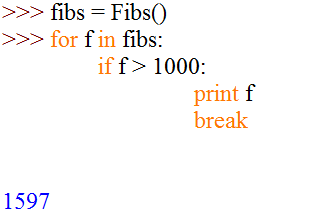 >>> fibs = Fibs()
>>> for f in fibs:
if f > 1000:
print f
break
1597